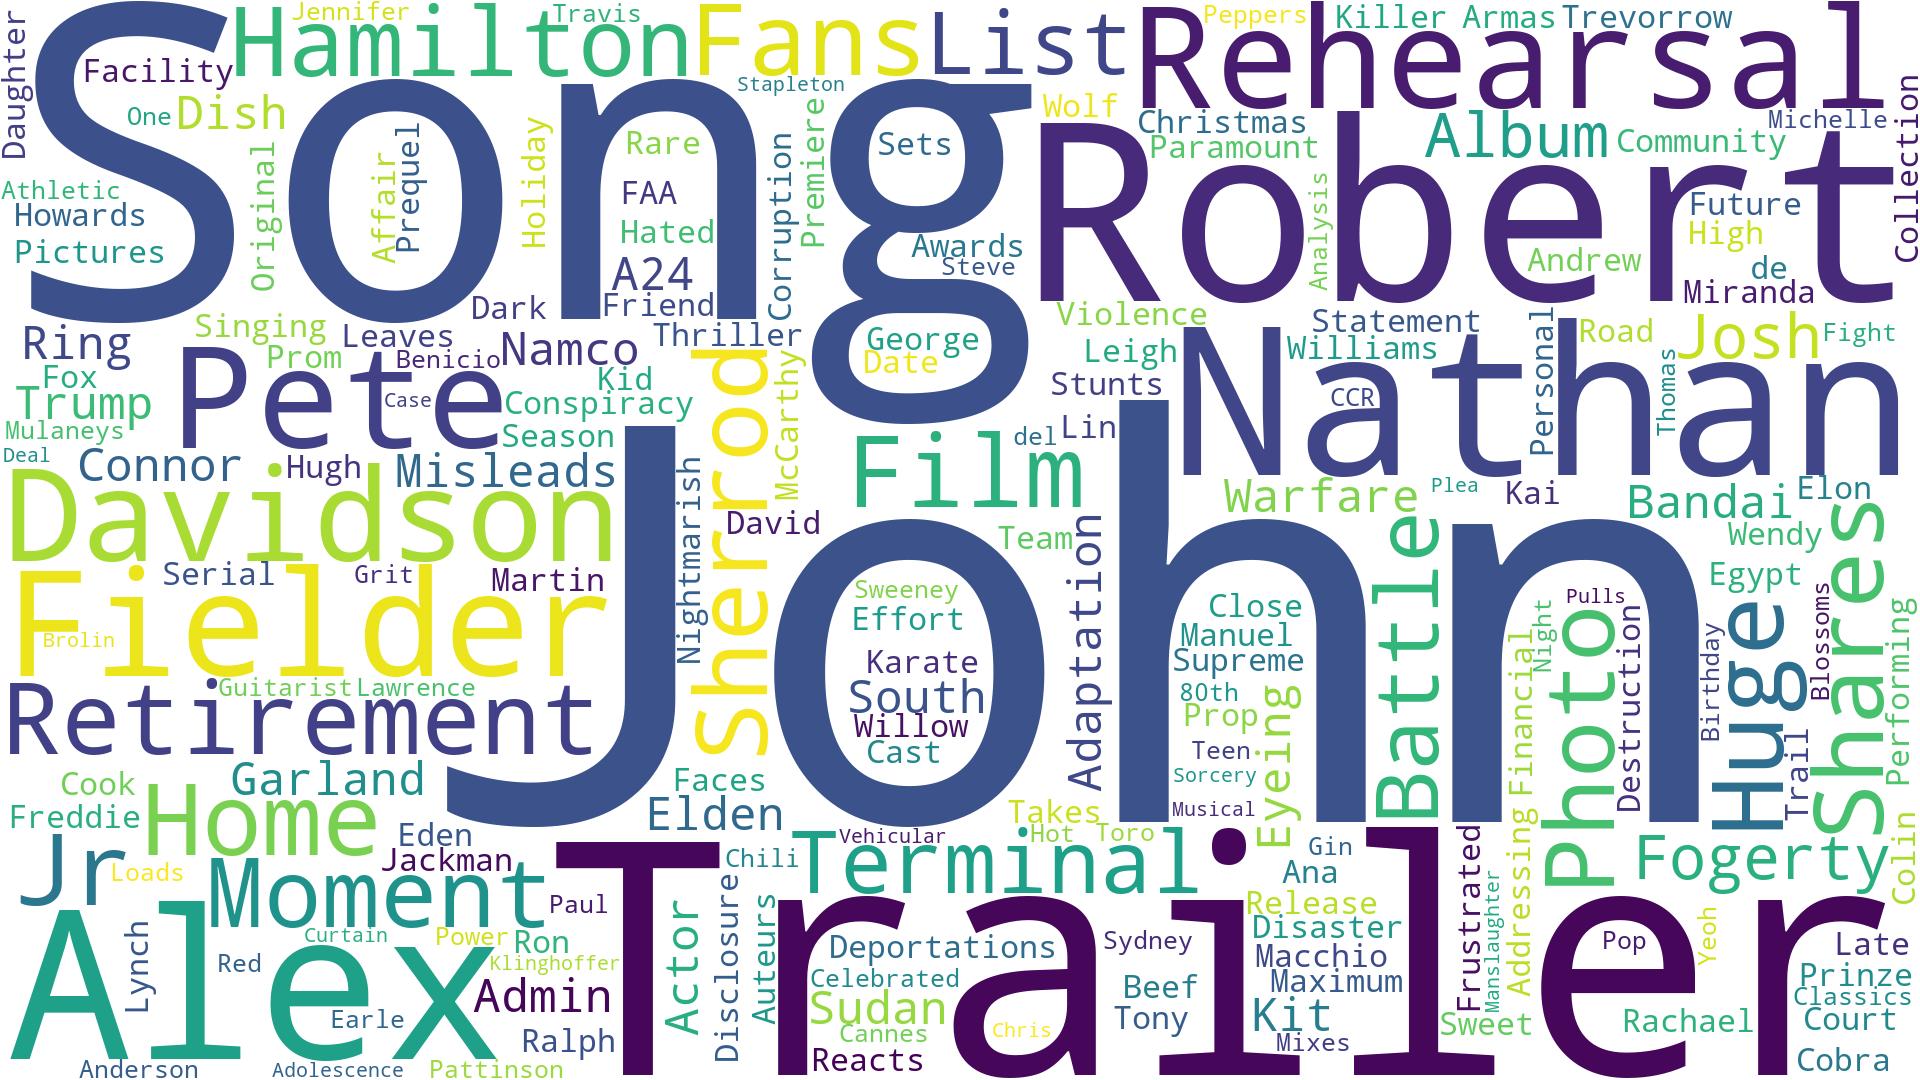 Song
John
Trailer
Robert
Nathan
Alex
Rehearsal
Pete
Davidson
Fielder
Retirement
Sherrod
Hamilton
Fans
List
Film
Home
Moment
Terminal
Photo
Huge
Shares
Battle
Jr
Fogerty
Album
Josh
Adaptation
Eyeing
Warfare
Bandai
Namco
Elden
Ring
Garland
Admin
Actor
Sudan
Kit
South
Misleads
Connor
Trump
Dish
A24
Daughter
Facility
Jennifer
Travis
One
Stapleton
Peppers
Killer
Armas
Trevorrow
Wolf
Christmas
Paramount
Community
Michelle
Collection
Athletic
Howards
Pictures
Original
Affair
Prequel
Holiday
Rare
FAA
Hated
Friend
Dark
Corruption
Premiere
Sets
Awards
Steve
Analysis
Andrew
Future
High
de
Miranda
Singing
Prom
Leaves
Benicio
Thriller
Kid
Conspiracy
Season
Case
George
Date
Violence
Leigh
Stunts
Statement
Williams
CCR
Personal
Road
Thomas
Fight
Fox
Mulaneys
Deal
Hugh
McCarthy
del
Lin
Plea
Kai
Elon
Wendy
Egypt
Nightmarish
David
Team
Serial
Grit
Martin
Brolin
Guitarist
Lawrence
Sweeney
Effort
Karate
Willow
Cast
Close
Manuel
Supreme
80th
Prop
Teen
Sorcery
Musical
Financial
Night
Pulls
Destruction
Birthday
Blossoms
Trail
Performing
Colin
Cook
Freddie
Faces
Takes
Hot
Toro
Vehicular
Chili
Eden
Jackman
Loads
Paul
Lynch
Curtain
Power
Ron
Klinghoffer
Red
Earle
Ralph
Anderson
Adolescence
Pattinson
Disclosure
Auteurs
Deportations
Celebrated
Cannes
Chris
Reacts
Sydney
Beef
Tony
Gin
Ana
Release
Disaster
Macchio
Maximum
Mixes
Frustrated
Manslaughter
Addressing
Sweet
Pop
Yeoh
Rachael
Late
Prinze
Classics
Court
Cobra